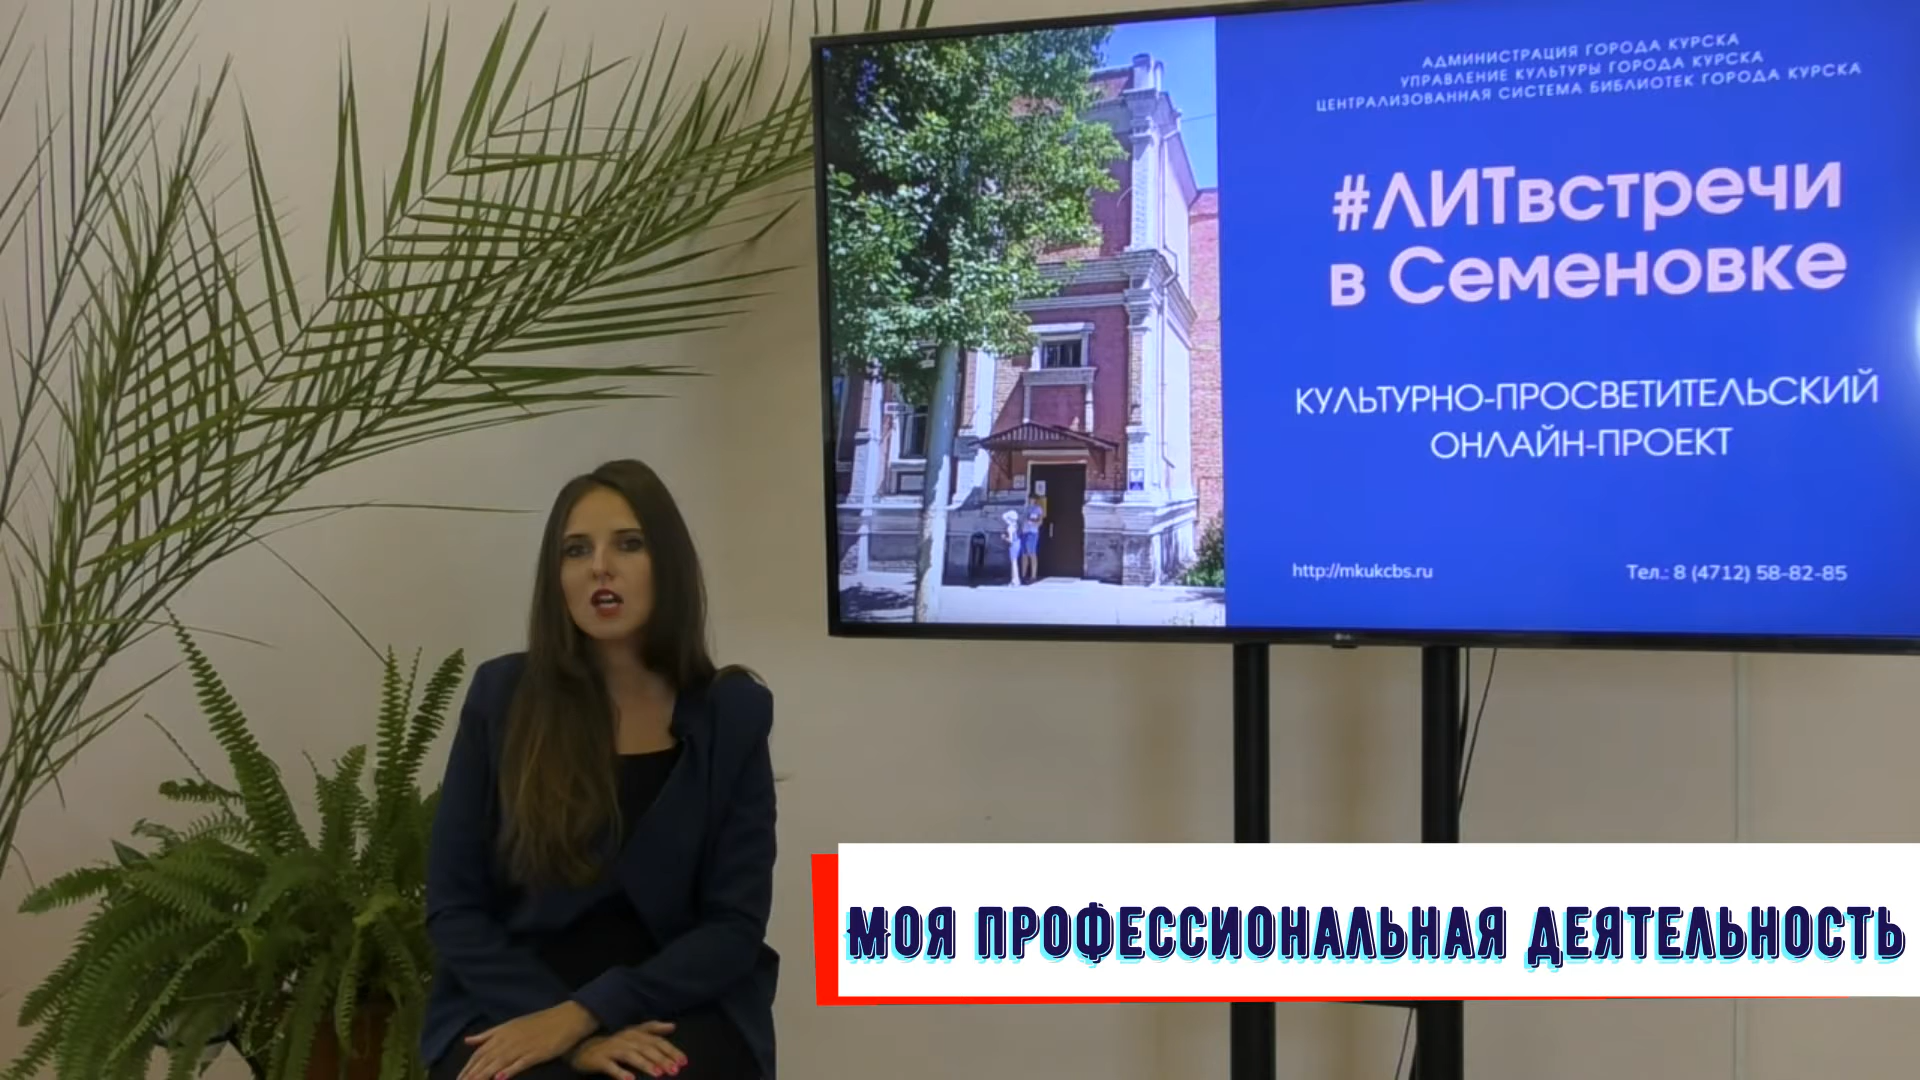 АДМИНИСТРАЦИЯ ГОРОДА КУРСКА
УПРАВЛЕНИЕ КУЛЬТУРЫ ГОРОДА КУРСКА
ЦЕНТРАЛИЗОВАННАЯ СИСТЕМА БИБЛИОТЕК ГОРОДА КУРСКА
#ЛИТвстречи
в Семеновке
КУЛЬТУРНО-ПРОСВЕТИТЕЛЬСКИЙ
ОНЛАЙН-ПРОЕКТ
http://mkukcbs.ru
Тел.: 8 (4712) 58-82-85
Моя профессиональная деятельность